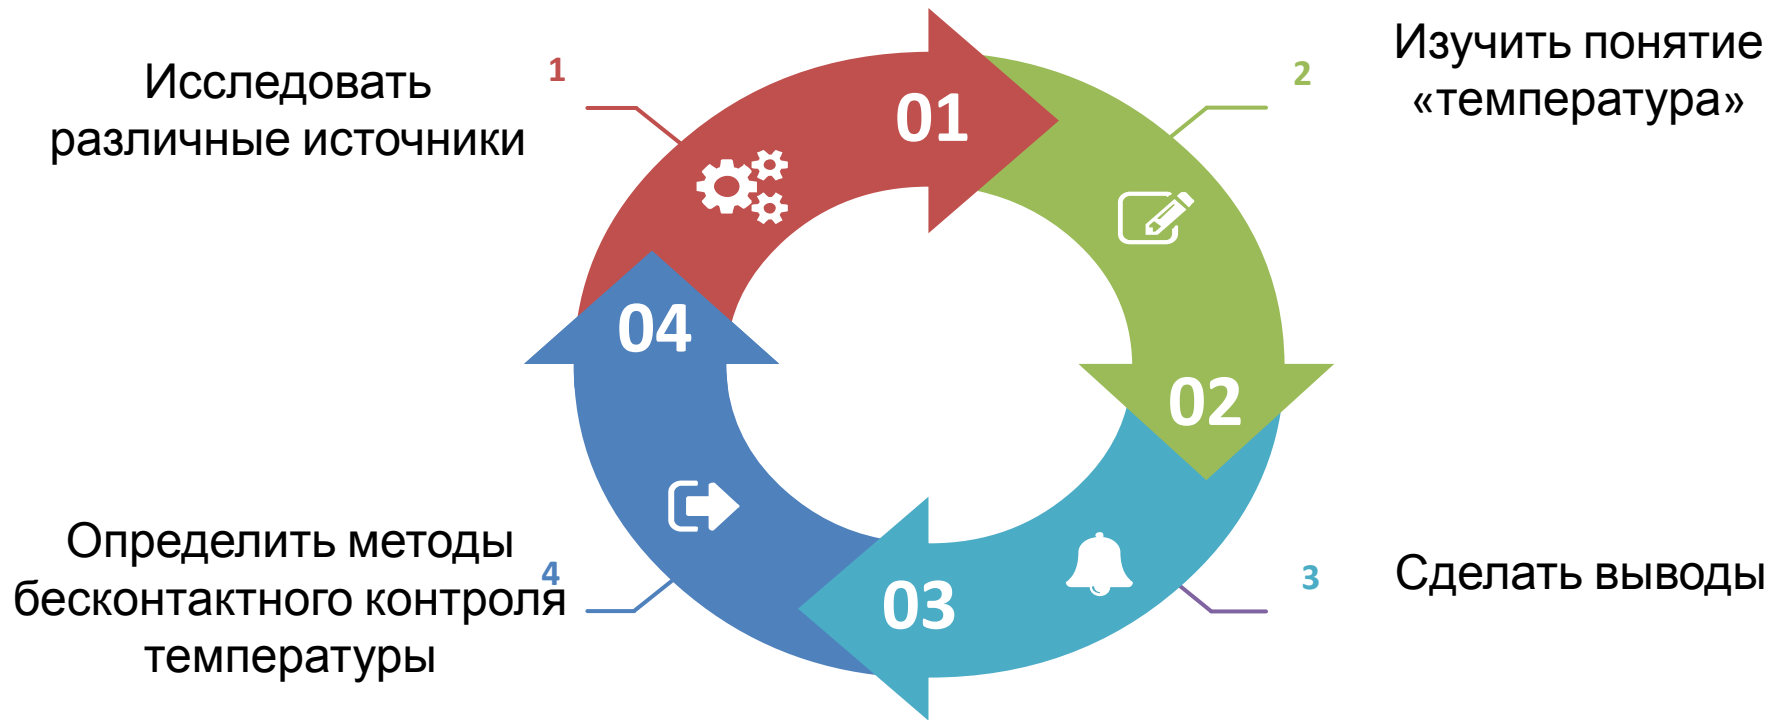 Исследовать
различные источники
1
01
2
Изучить понятие
«температура»
04
02
Определить методы
бесконтактного контроля
температуры
4
03
3
Сделать выводы